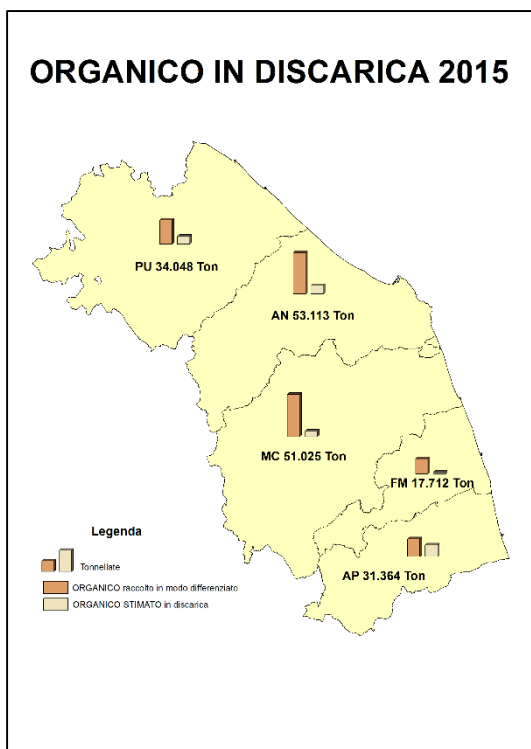 ORGANICO IN DISCARICA 2015
PU 34.048 Ton
AN 53.113 Ton
MC 51.025 Ton
FM 17.712 Ton
AP 31.364 Ton
Legenda
Tonnellate
ORGANICO raccolto in modo differenziato
ORGANICO STIMATO in discarica